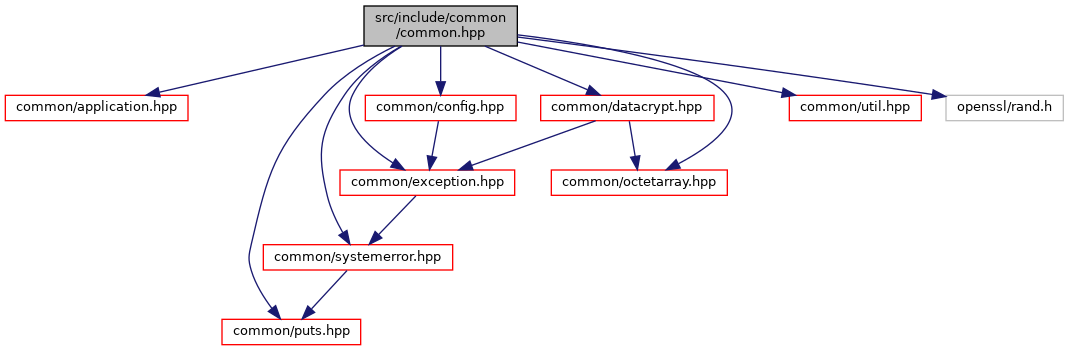 src/include/common
/common.hpp
common/application.hpp
common/config.hpp
common/datacrypt.hpp
common/util.hpp
openssl/rand.h
common/exception.hpp
common/octetarray.hpp
common/systemerror.hpp
common/puts.hpp